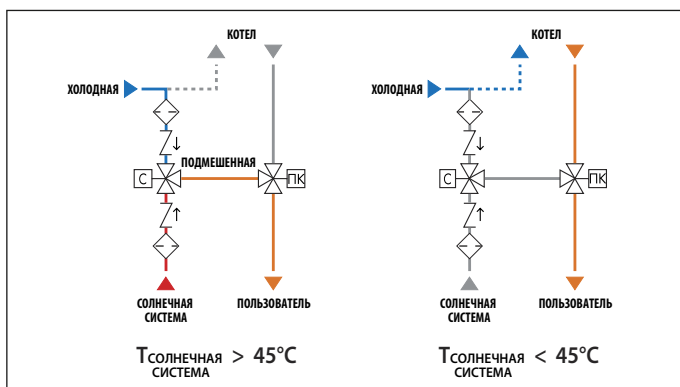 КОТЕЛ
ХОЛОДНАЯ
ПОДМЕШЕННАЯ
С
ПК
СОЛНЕЧНАЯ
СИСТЕМА
ПОЛЬЗОВАТЕЛЬ
TСОЛНЕЧНАЯ > 45°C
СИСТЕМА
КОТЕЛ
ХОЛОДНАЯ
С
ПК
СОЛНЕЧНАЯ
СИСТЕМА
ПОЛЬЗОВАТЕЛЬ
TСОЛНЕЧНАЯ < 45°C
СИСТЕМА